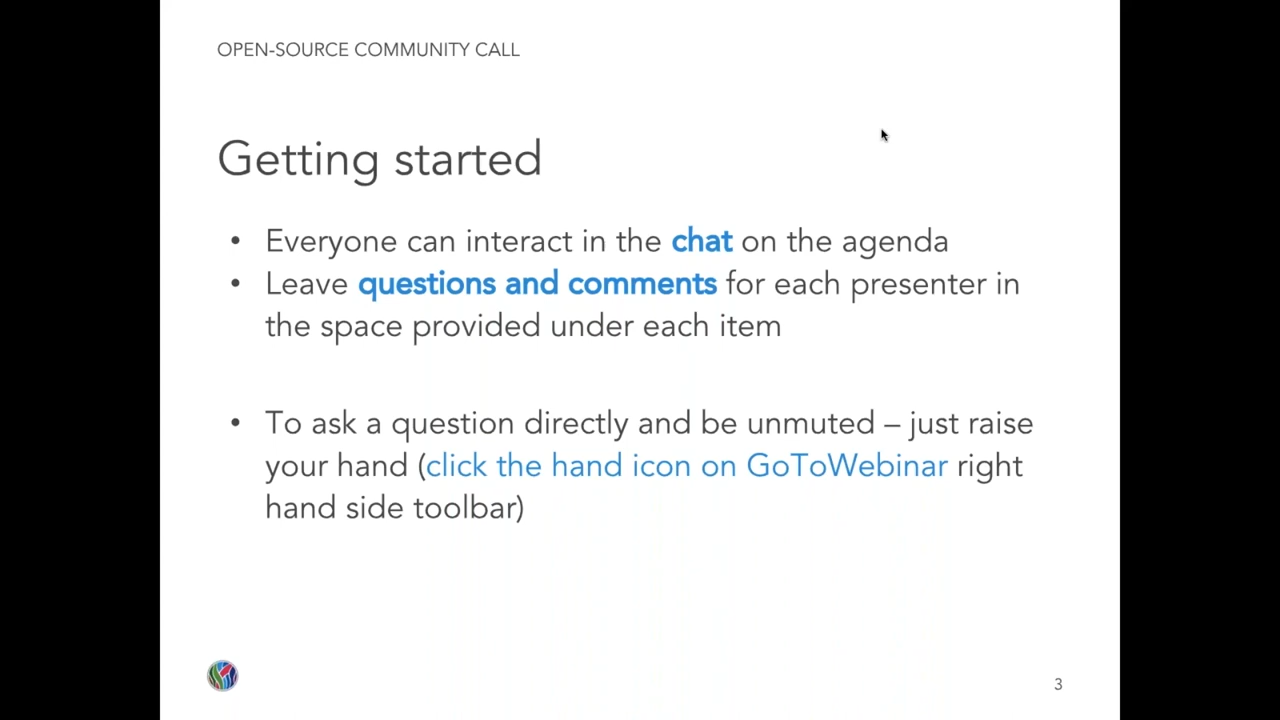 OPEN-SOURCE COMMUNITY CALL
Getting started
• Everyone can interact in the chat on the agenda
• Leave questions and comments for each presenter in
the space provided under each item
• To ask a question directly and be unmuted – just raise
your hand (click the hand icon on GoToWebinar right
hand side toolbar)
3